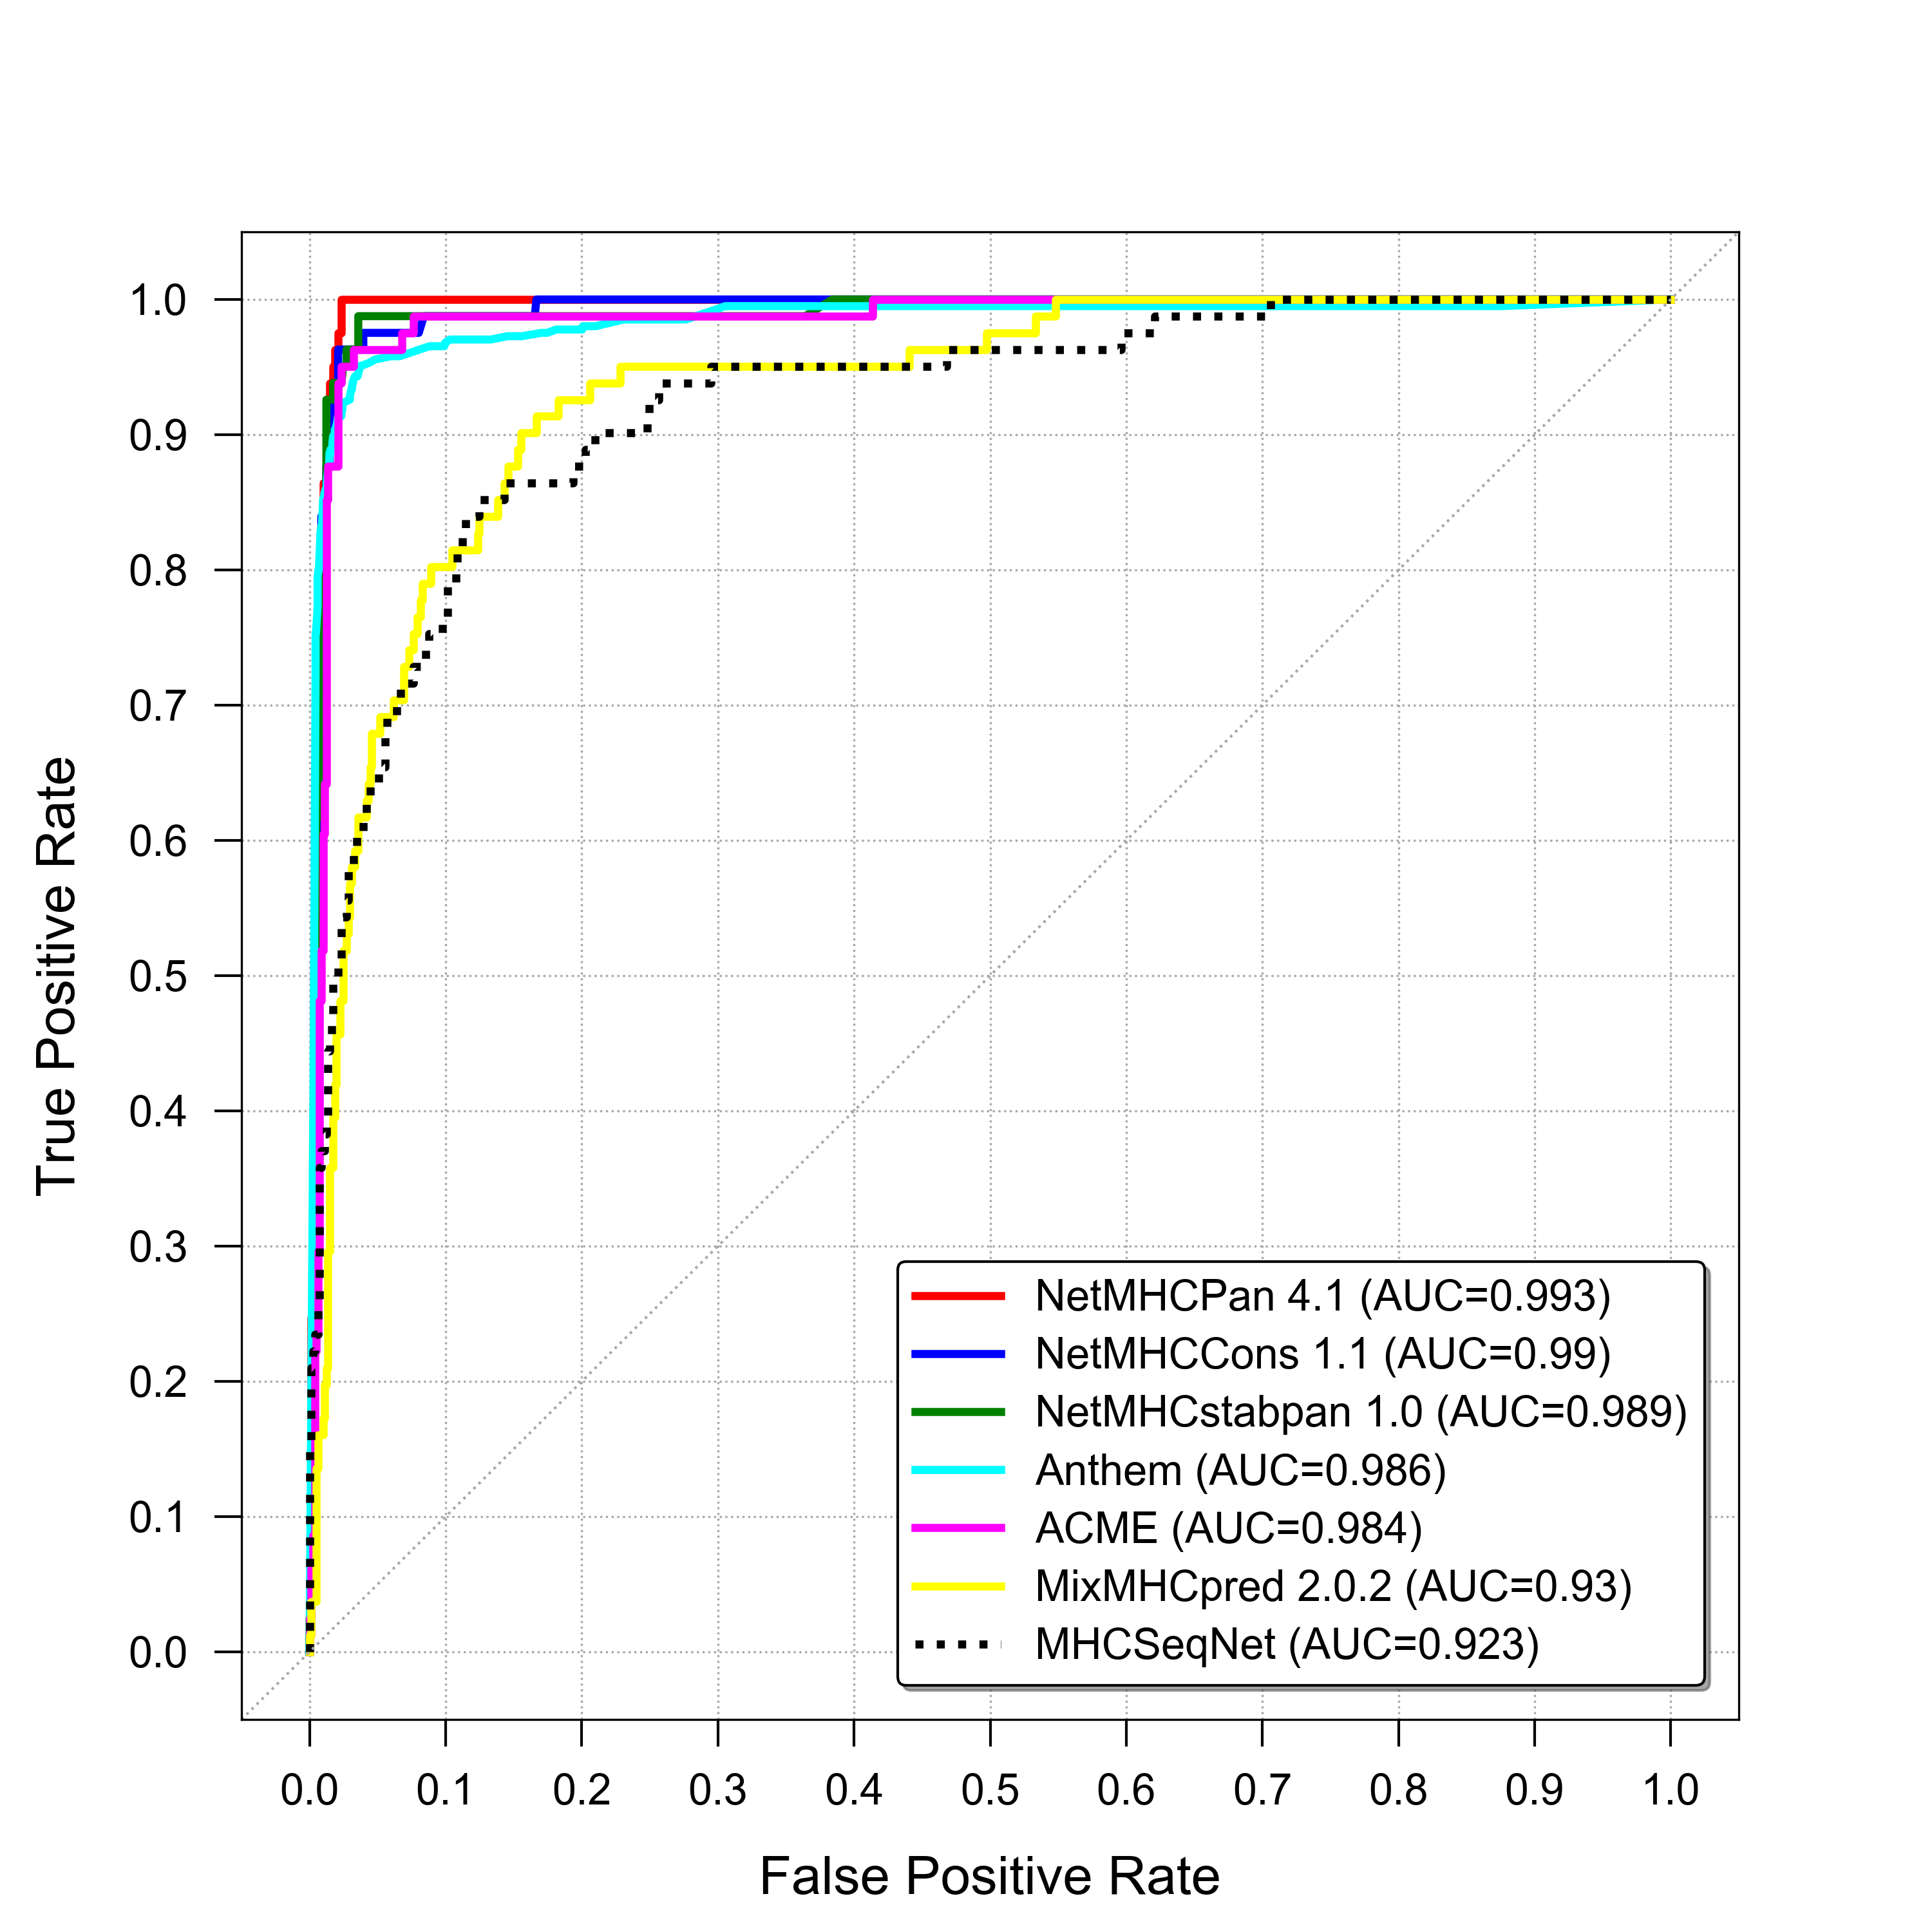 1.0
0.9
0.8
0.7
0.6
0.5
0.4
0.3
0.2
0.1
0.0
True Positive Rate
NetMHCPan 4.1 (AUC=0.993)
NetMHCCons 1.1 (AUC=0.99)
NetMHCstabpan 1.0 (AUC=0.989)
Anthem (AUC=0.986)
ACME (AUC=0.984)
MixMHCpred 2.0.2 (AUC=0.93)
MHCSeqNet (AUC=0.923)
0.0 0.1 0.2 0.3 0.4 0.5 0.6 0.7 0.8 0.9 1.0
False Positive Rate